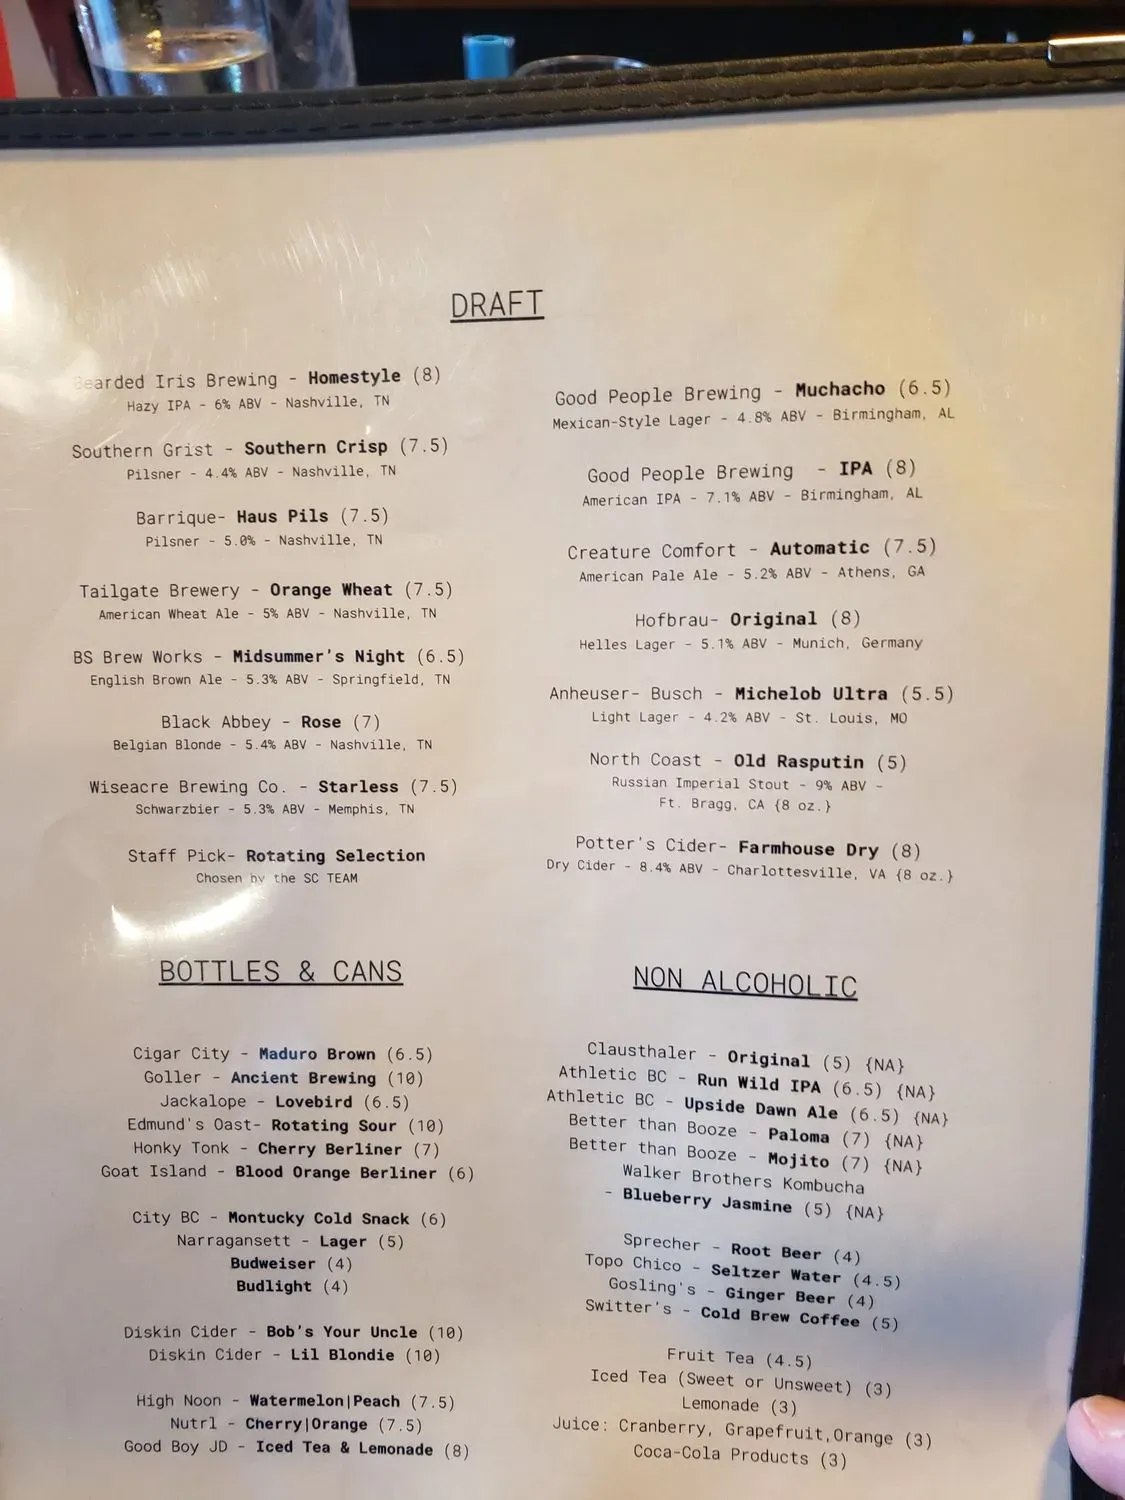 DRAFT
Bearded Iris Brewing - Homestyle (8)
Hazy IPA - 6% ABV - Nashville, TN
Southern Grist - Southern Crisp (7.5)
Pilsner - 4.4% ABV - Nashville, TN
Barrique- Haus Pils (7.5)
Pilsner - 5.0% - Nashville, TN
Tailgate Brewery - Orange Wheat (7.5)
American Wheat Ale - 5% ABV - Nashville, TN
BS Brew Works - Midsummer's Night (6.5)
English Brown Ale - 5.3% ABV - Springfield, TN
Black Abbey - Rose (7)
Belgian Blonde - 5.4% ABV - Nashville, TN
Wiseacre Brewing Co. - Starless (7.5)
Schwarzbier - 5.3% ABV - Memphis, TN
Staff Pick- Rotating Selection
Chosen by the SC TEAM
Good People Brewing - Muchacho (6.5)
Mexican-Style Lager - 4.8% ABV - Birmingham, AL
Good People Brewing - IPA (8)
American IPA - 7.1% ABV - Birmingham, AL
Creature Comfort - Automatic (7.5)
American Pale Ale - 5.2% ABV - Athens, GA
Hofbrau- Original (8)
Helles Lager - 5.1% ABV - Munich, Germany
Anheuser- Busch - Michelob Ultra (5.5)
Light Lager - 4.2% ABV - St. Louis, MO
North Coast - Old Rasputin (5)
Russian Imperial Stout - 9% ABV -
Ft. Bragg, CA {8 oz.}
Potter's Cider- Farmhouse Dry (8)
Dry Cider - 8.4% ABV - Charlottesville, VA {8 oz.}
BOTTLES & CANS
Cigar City - Maduro Brown (6.5)
Goller - Ancient Brewing (10)
Jackalope - Lovebird (6.5)
Edmund's Oast- Rotating Sour (10)
Honky Tonk - Cherry Berliner (7)
Goat Island - Blood Orange Berliner (6)
City BC - Montucky Cold Snack (6)
Narragansett - Lager (5)
Budweiser (4)
Budlight (4)
Diskin Cider - Bob's Your Uncle (10)
Diskin Cider - Lil Blondie (10)
High Noon - Watermelon|Peach (7.5)
Nutrl - Cherry|Orange (7.5)
Good Boy JD - Iced Tea & Lemonade (8)
NON ALCOHOLIC
Clausthaler - Original (5) {NA}
Athletic BC - Run Wild IPA (6.5) {NA}
Athletic BC - Upside Dawn Ale (6.5) {NA}
Better than Booze - Paloma (7) {NA}
Better than Booze - Mojito (7) {NA}
Walker Brothers Kombucha
- Blueberry Jasmine (5) {NA}
Sprecher - Root Beer (4)
Topo Chico - Seltzer Water (4.5)
Gosling's - Ginger Beer (4)
Switter's - Cold Brew Coffee (5)
Fruit Tea (4.5)
Iced Tea (Sweet or Unsweet) (3)
Lemonade (3)
Juice: Cranberry, Grapefruit,Orange (3)
Coca-Cola Products (3)